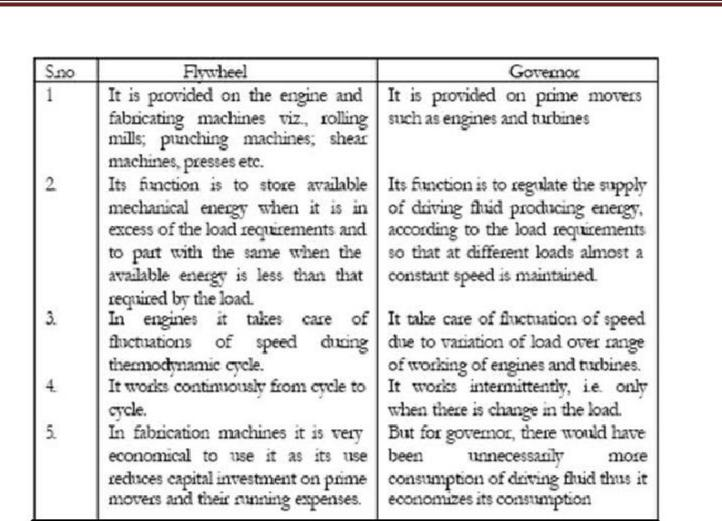 S.no Flywheel Governor
1 It is provided on the engine and
fabricating machines viz., rolling
mills; punching machines; shear
machines, presses etc.
It is provided on prime movers
such as engines and turbines
2. Its function is to store available
mechanical energy when it is in
excess of the load requirements and
to part with the same when the
available energy is less than that
required by the load.
Its function is to regulate the supply
of driving fluid producing energy,
according to the load requirements
so that at different loads almost a
constant speed is maintained.
3. In engines it takes care of
fluctuations of speed during
thermodynamic cycle.
It take care of fluctuation of speed
due to variation of load over range
of working of engines and turbines.
4. It works continuously from cycle to
cycle.
It works intermittently, i.e. only
when there is change in the load.
5. In fabrication machines it is very
economical to use it as its use
reduces capital investment on prime
movers and their running expenses.
But for governor, there would have
been unnecessarily more
consumption of driving fluid thus it
economizes its consumption